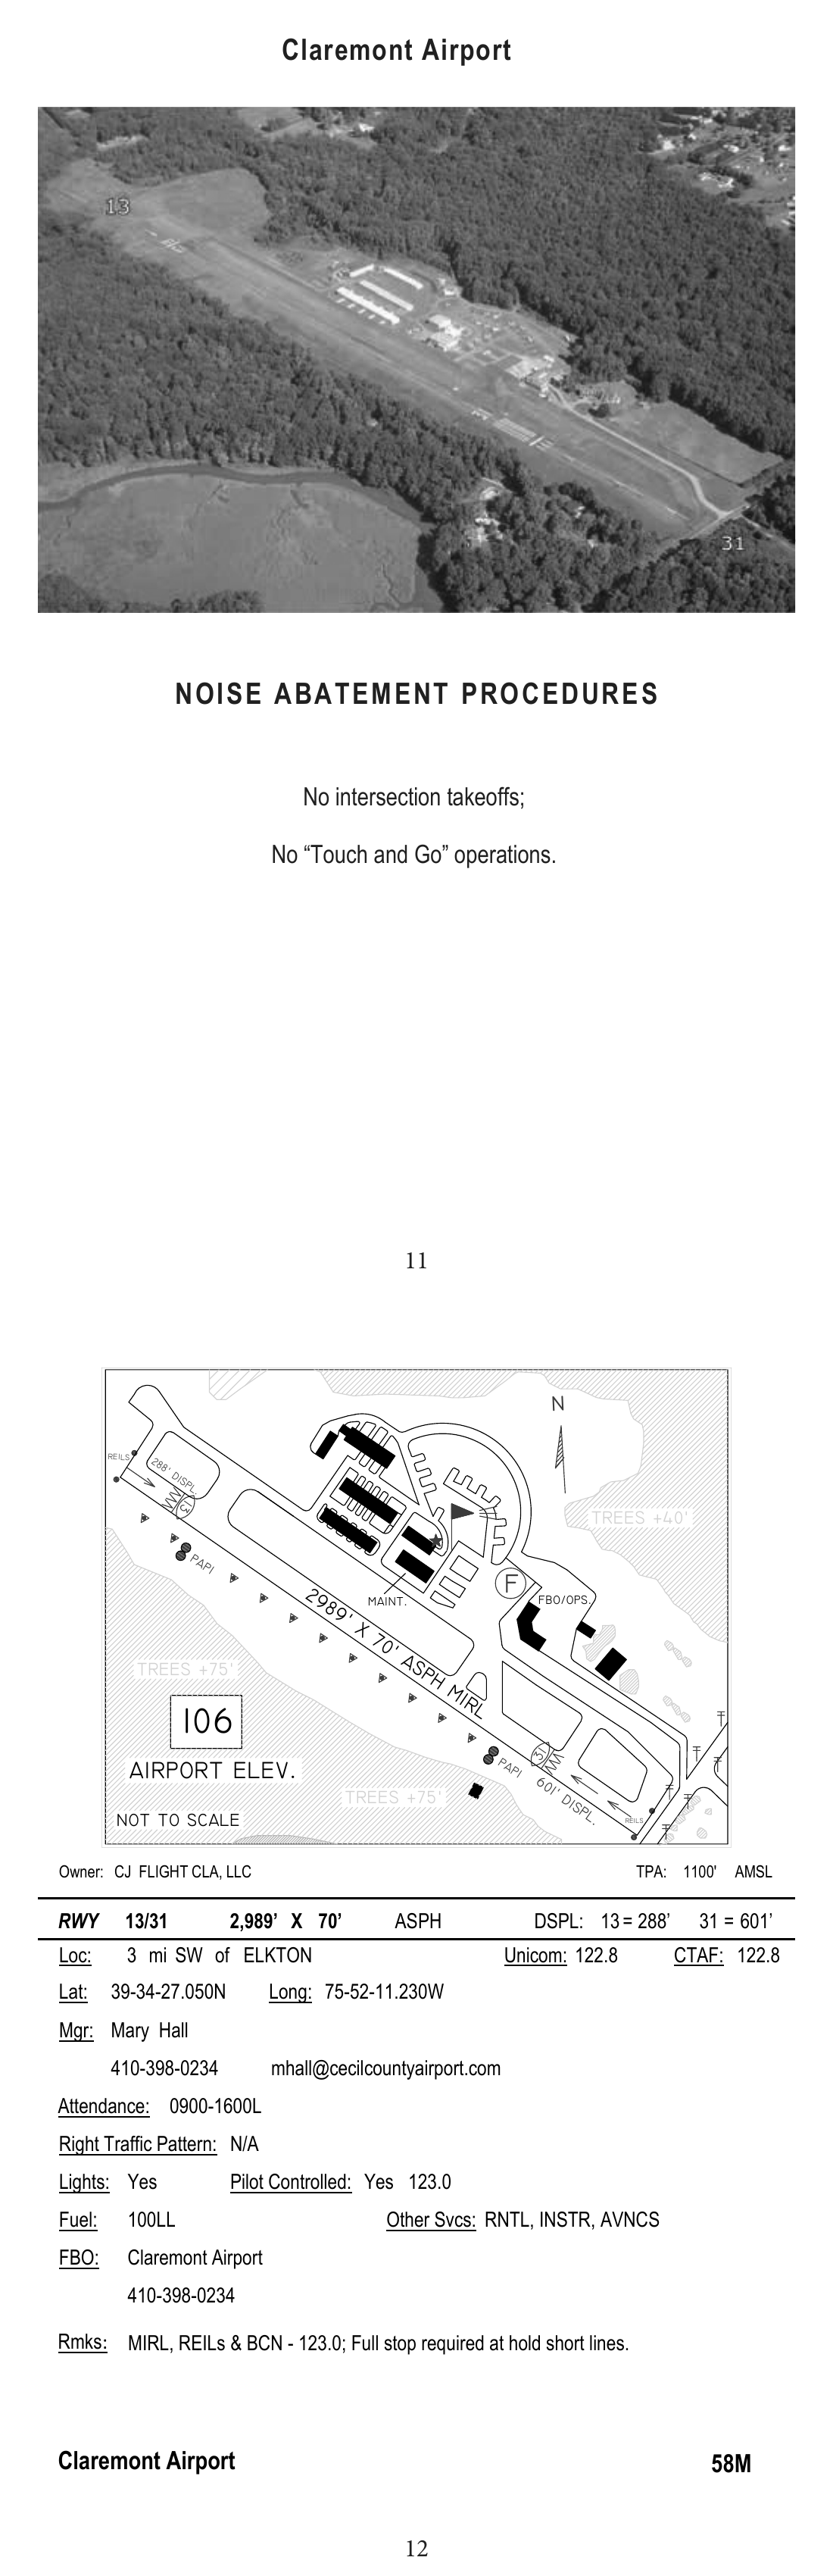 Claremont Airport
13
31
NOISE ABATEMENT PROCEDURES
No intersection takeoffs;
No “Touch and Go” operations.
11
N
REILS
288' DISPL.
13
TREES +40'
PAPI
F
FBO/OPS.
MAINT.
2989' X 70' ASPH MIRL
TREES +75'
106
AIRPORT ELEV.
31
PAPI
601' DISPL.
TREES +75'
REILS
NOT TO SCALE
Owner: CJ FLIGHT CLA, LLC TPA: 1100' AMSL
RWY 13/31 2,989’ X 70’ ASPH DSPL: 13 = 288’ 31 = 601’
Loc: 3 mi SW of ELKTON Unicom: 122.8 CTAF: 122.8
Lat: 39-34-27.050N Long: 75-52-11.230W
Mgr: Mary Hall
410-398-0234 mhall@cecilcountyairport.com
Attendance: 0900-1600L
Right Traffic Pattern: N/A
Lights: Yes Pilot Controlled: Yes 123.0
Fuel: 100LL Other Svcs: RNTL, INSTR, AVNCS
FBO: Claremont Airport
410-398-0234
Rmks: MIRL, REILs & BCN - 123.0; Full stop required at hold short lines.
Claremont Airport 58M
12